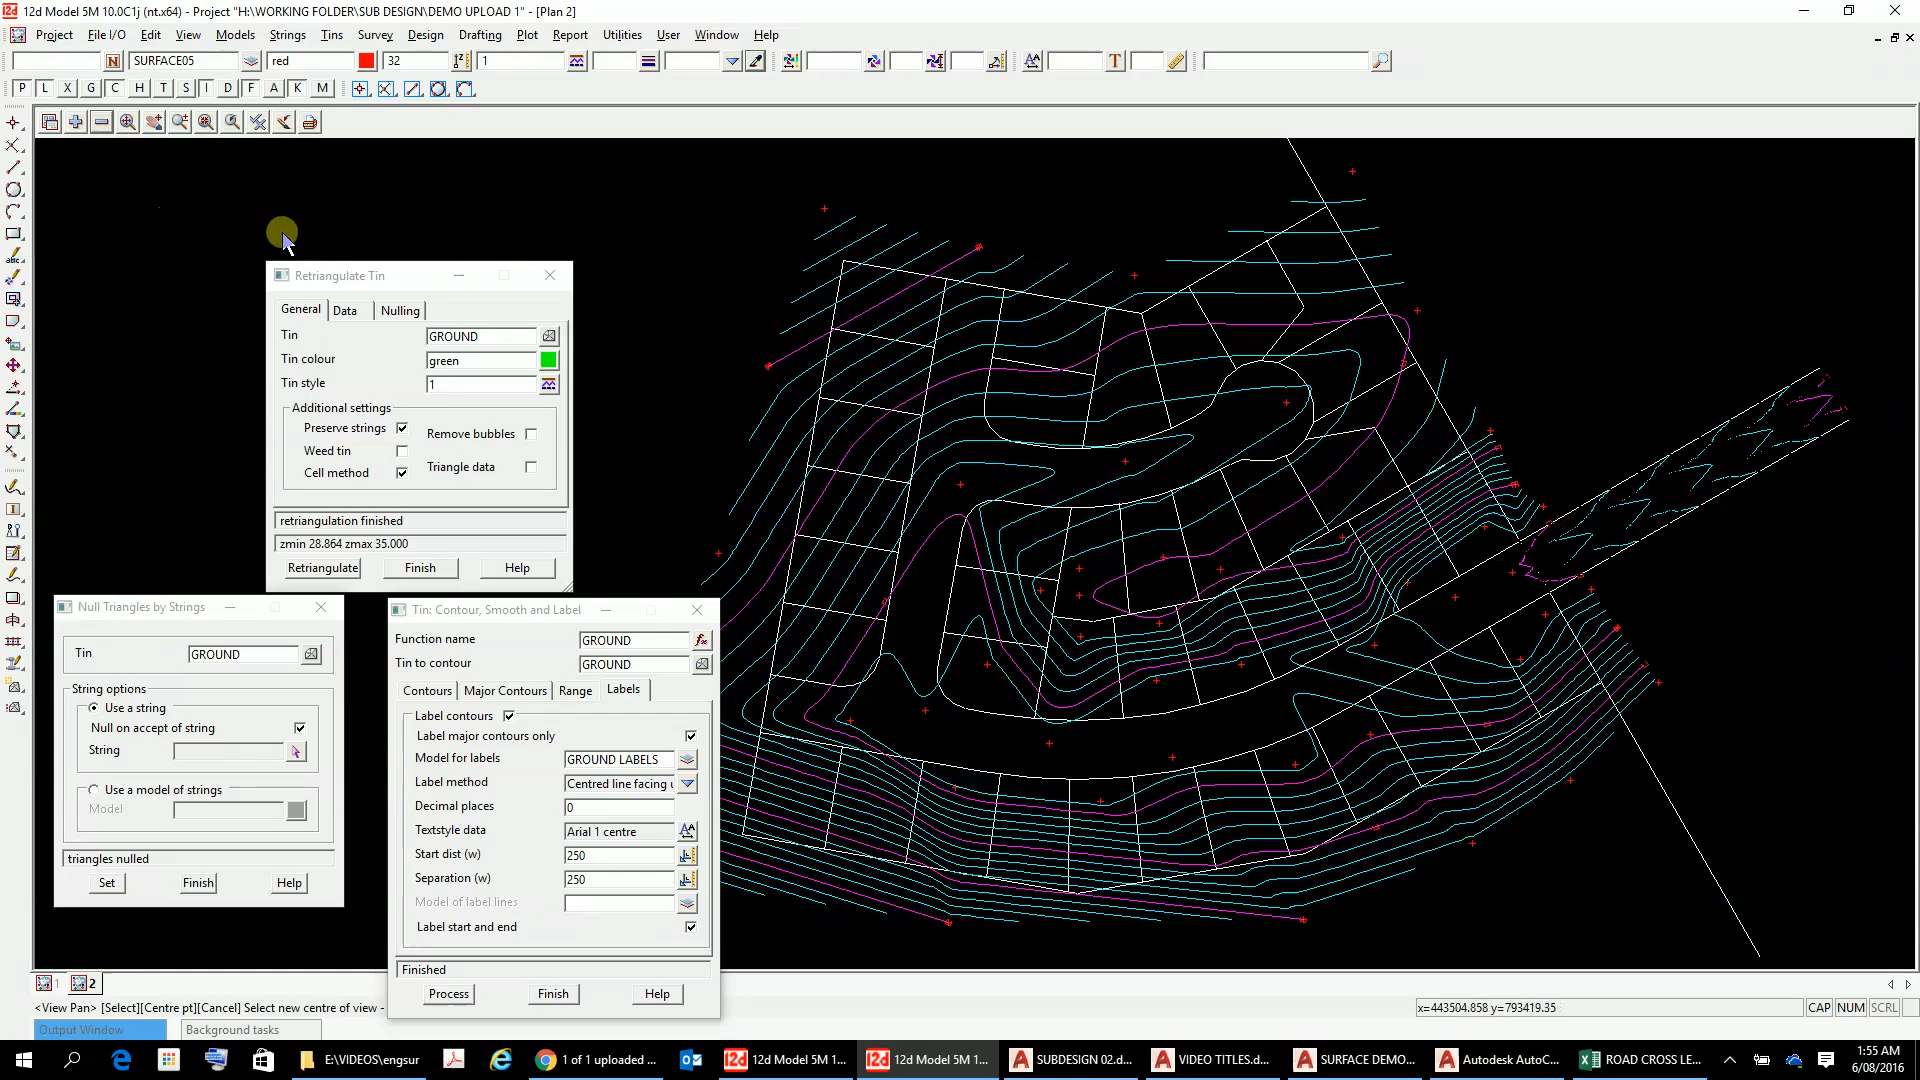 12d Model 5M 10.0C1j (nt.x64) - Project "H:\WORKING FOLDER\SUB DESIGN\DEMO UPLOAD 1" - [Plan 2]
Project File I/O Edit View Models Strings Tins Survey Design Drafting Plot Report Utilities User Window Help
N SURFACE05 red 32 1 T
P L X G C H T S I D F A K M
Retriangulate Tin
General Data Nulling
Tin GROUND
Tin colour green
Tin style 1
Additional settings
Preserve strings Remove bubbles
Weed tin
Cell method Triangle data
retriangulation finished
zmin 28.864 zmax 35.000
Retriangulate Finish Help
Null Triangles by Strings
Tin GROUND
String options
Use a string
Null on accept of string
String
Use a model of strings
Model
triangles nulled
Set Finish Help
Tin: Contour, Smooth and Label
Function name GROUND
Tin to contour GROUND
Contours Major Contours Range Labels
Label contours
Label major contours only
Model for labels GROUND LABELS
Label method Centred line facing
Decimal places 0
Textstyle data Arial 1 centre
Start dist (w) 250
Separation (w) 250
Model of label lines
Label start and end
Finished
Process Finish Help
1 2
<View Pan> [Select][Centre pt][Cancel] Select new centre of view -
x=443504.858 y=793419.35
CAP NUM SCRL
Output Window Background tasks
E:\VIDEOS\engsur
1 of 1 uploaded ...
12d Model 5M 1...
12d Model 5M 1...
SUBDESIGN 02.d...
VIDEO TITLES.d...
SURFACE DEMO...
Autodesk AutoC...
ROAD CROSS LE...
1:55 AM
6/08/2016